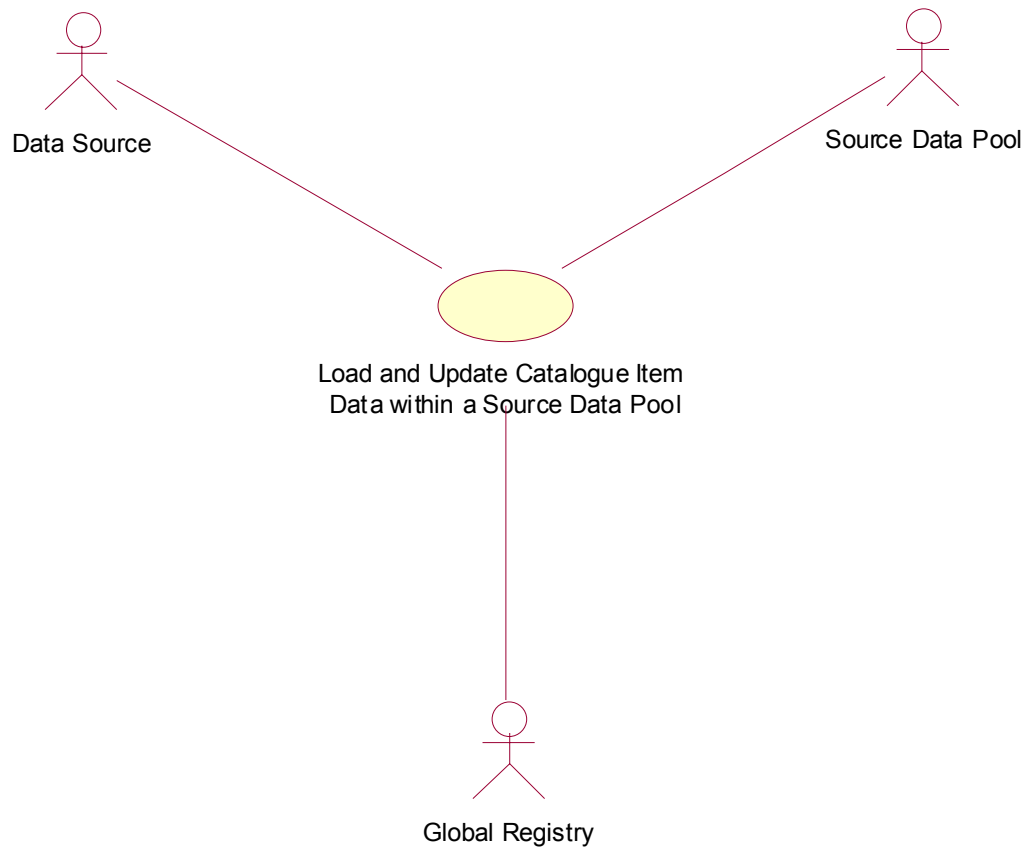 Data Source
Source Data Pool
Load and Update Catalogue Item
Data within a Source Data Pool
Global Registry